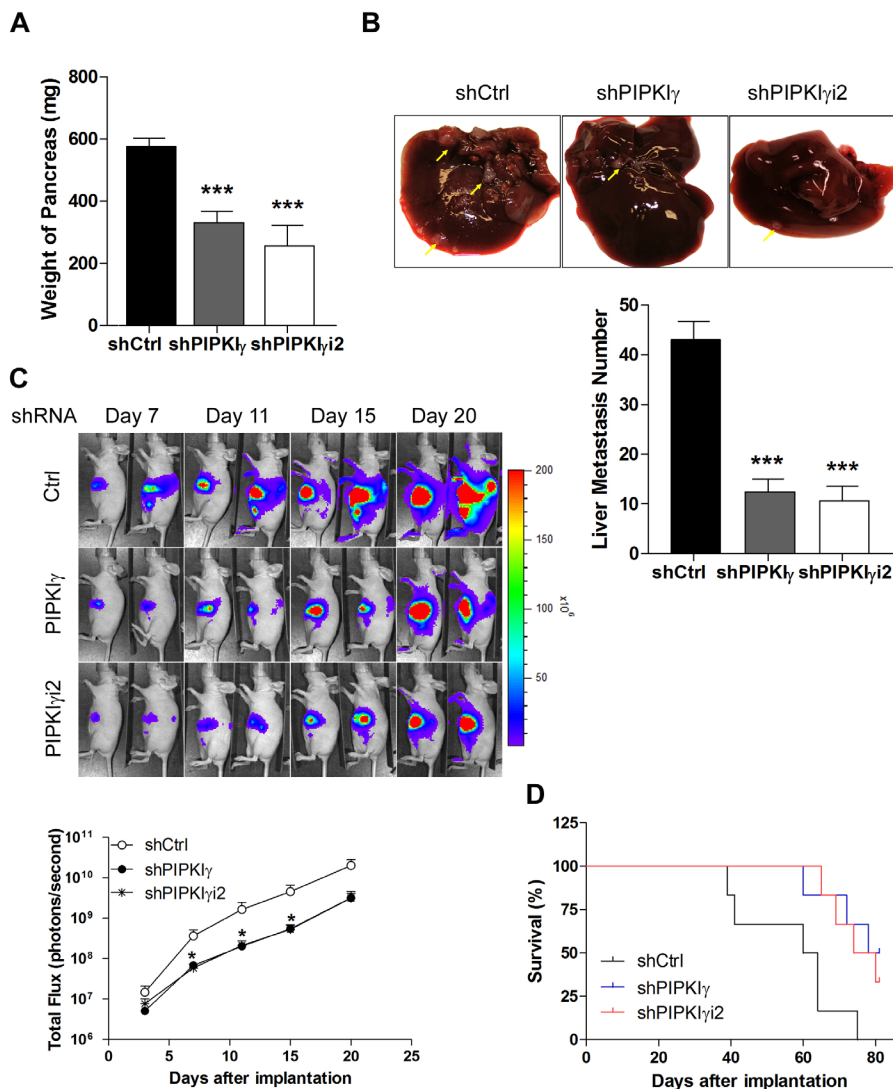 A
Weight of Pancreas (mg)
800
600
400
200
0
***
***
shCtrl shPIPKIγ shPIPKIγi2
B
shCtrl shPIPKIγ shPIPKIγi2
Liver Metastasis Number
50
40
30
20
10
0
***
***
shCtrl shPIPKIγ shPIPKIγi2
C
shRNA Day 7 Day 11 Day 15 Day 20
Ctrl
PIPKIγ
PIPKIγi2
200
150
100
50
x10⁶
Total Flux (photons/second)
10¹¹
10¹⁰
10⁹
10⁸
10⁷
10⁶
shCtrl
shPIPKIγ
shPIPKIγi2
* * *
0 5 10 15 20 25
Days after implantation
D
Survival (%)
125
100
75
50
25
0
shCtrl
shPIPKIγ
shPIPKIγi2
0 20 40 60 80
Days after implantation